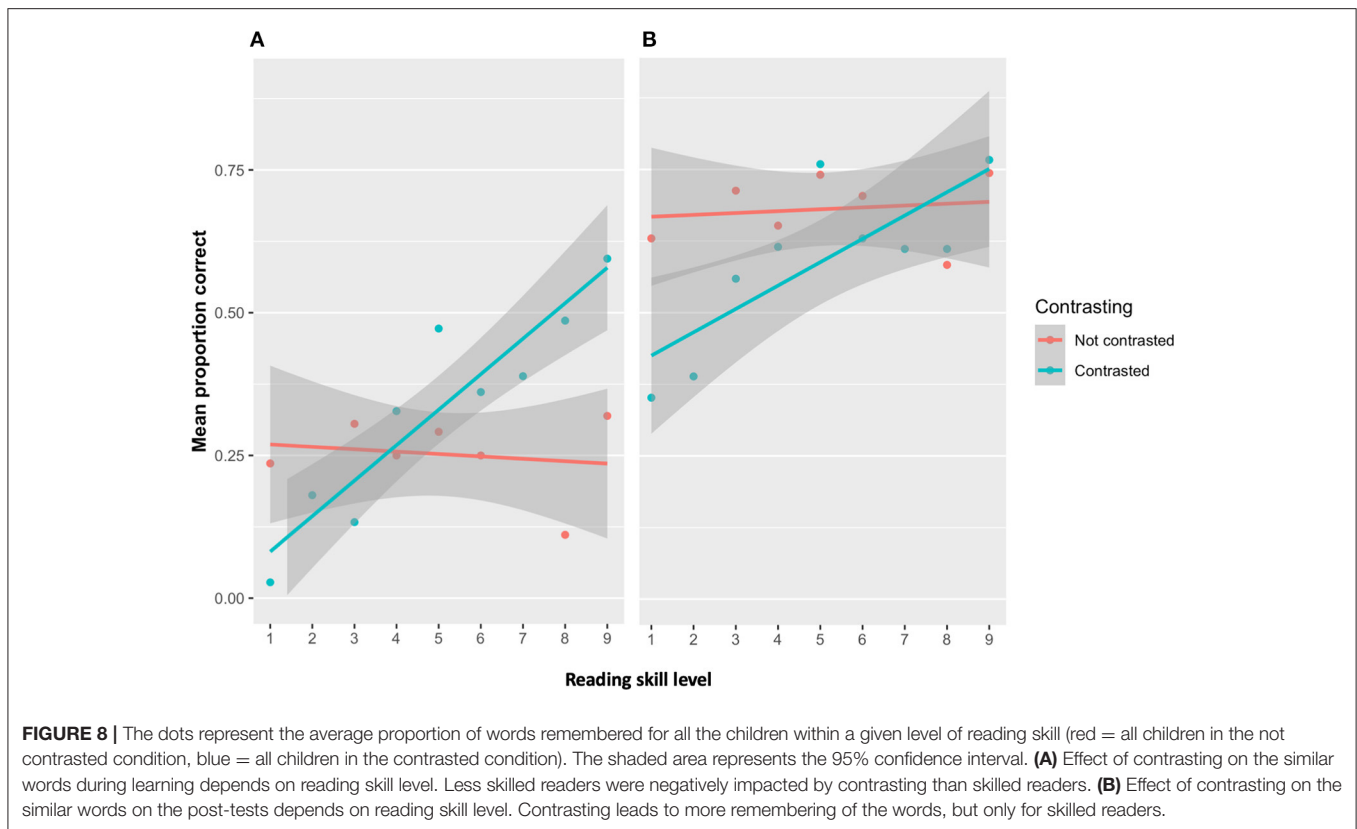 A
B
Mean proportion correct
0.75
0.50
0.25
0.00
1 2 3 4 5 6 7 8 9
1 2 3 4 5 6 7 8 9
Reading skill level
Contrasting
Not contrasted
Contrasted
FIGURE 8 | The dots represent the average proportion of words remembered for all the children within a given level of reading skill (red = all children in the not
contrasted condition, blue = all children in the contrasted condition). The shaded area represents the 95% confidence interval. (A) Effect of contrasting on the similar
words during learning depends on reading skill level. Less skilled readers were negatively impacted by contrasting than skilled readers. (B) Effect of contrasting on the
similar words on the post-tests depends on reading skill level. Contrasting leads to more remembering of the words, but only for skilled readers.